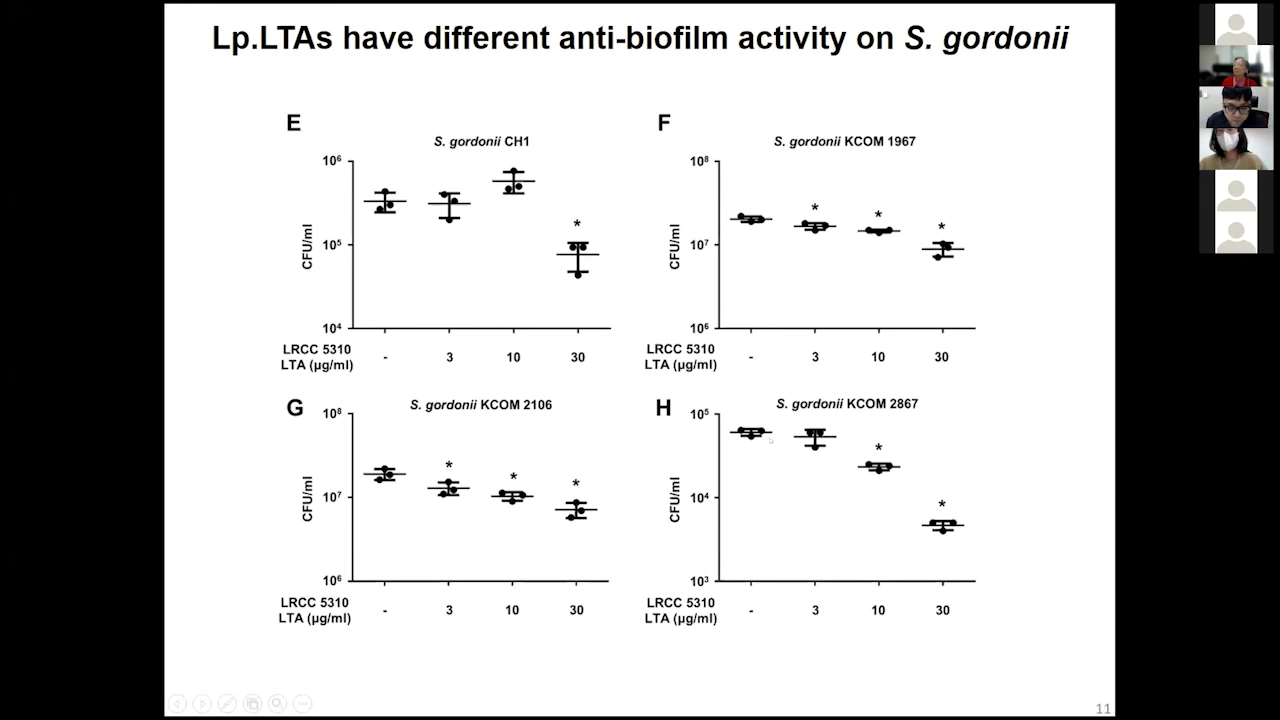 Lp.LTAs have different anti-biofilm activity on S. gordonii
E
S. gordonii CH1
10⁶
10⁵
10⁴
CFU/ml
*
LRCC 5310
LTA (µg/ml)
- 3 10 30
F
S. gordonii KCOM 1967
10⁸
10⁷
10⁶
CFU/ml
* * *
LRCC 5310
LTA (µg/ml)
- 3 10 30
G
S. gordonii KCOM 2106
10⁸
10⁷
10⁶
CFU/ml
* * *
LRCC 5310
LTA (µg/ml)
- 3 10 30
H
S. gordonii KCOM 2867
10⁵
10⁴
10³
CFU/ml
* *
LRCC 5310
LTA (µg/ml)
- 3 10 30
11